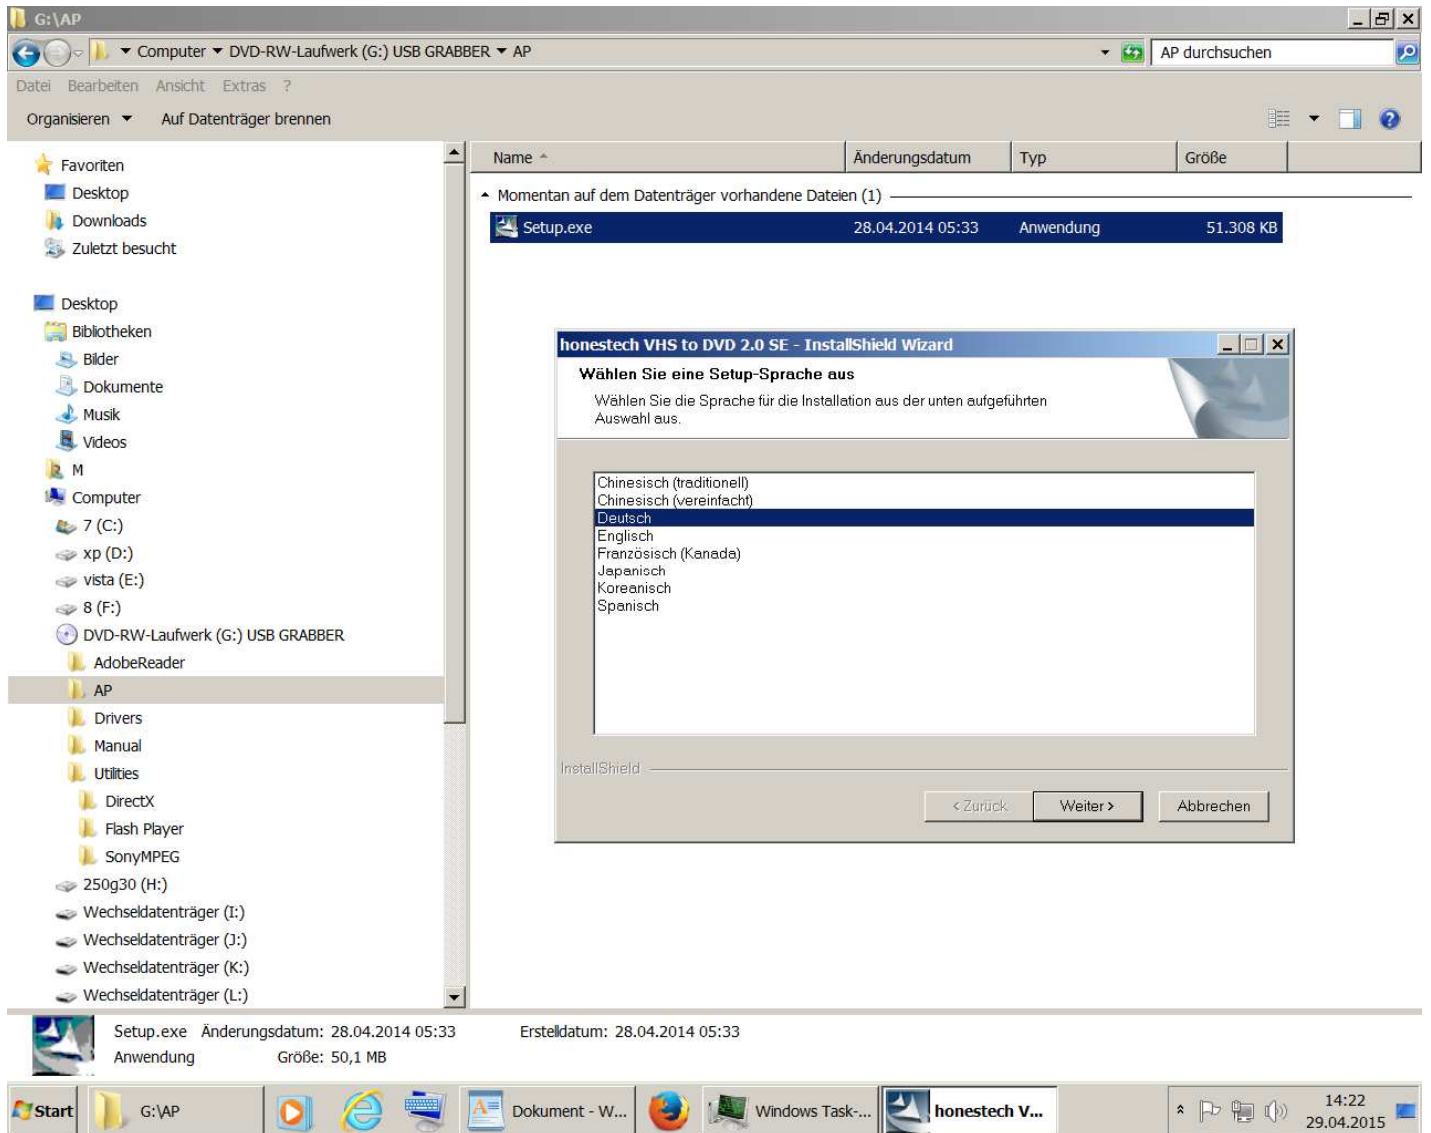 G:\AP
Computer DVD-RW-Laufwerk (G:) USB GRABBER AP
AP durchsuchen
Datei Bearbeiten Ansicht Extras ?
Organisieren Auf Datenträger brennen
Favoriten
Desktop
Downloads
Zuletzt besucht
Desktop
Bibliotheken
Bilder
Dokumente
Musik
Videos
M
Computer
7 (C:)
xp (D:)
vista (E:)
8 (F:)
DVD-RW-Laufwerk (G:) USB GRABBER
AdobeReader
AP
Drivers
Manual
Utilities
DirectX
Flash Player
SonyMPEG
250g30 (H:)
Wechseldatenträger (I:)
Wechseldatenträger (J:)
Wechseldatenträger (K:)
Wechseldatenträger (L:)
Name Änderungsdatum Typ Größe
Momentan auf dem Datenträger vorhandene Dateien (1)
Setup.exe 28.04.2014 05:33 Anwendung 51.308 KB
honestech VHS to DVD 2.0 SE - InstallShield Wizard
Wählen Sie eine Setup-Sprache aus
Wählen Sie die Sprache für die Installation aus der unten aufgeführten
Auswahl aus.
Chinesisch (traditionell)
Chinesisch (vereinfacht)
Deutsch
Englisch
Französisch (Kanada)
Japanisch
Koreanisch
Spanisch
InstallShield
< Zurück Weiter > Abbrechen
Setup.exe Änderungsdatum: 28.04.2014 05:33 Erstelldatum: 28.04.2014 05:33
Anwendung Größe: 50,1 MB
Start G:\AP Dokument - W... Windows Task-... honestech V... 14:22
29.04.2015